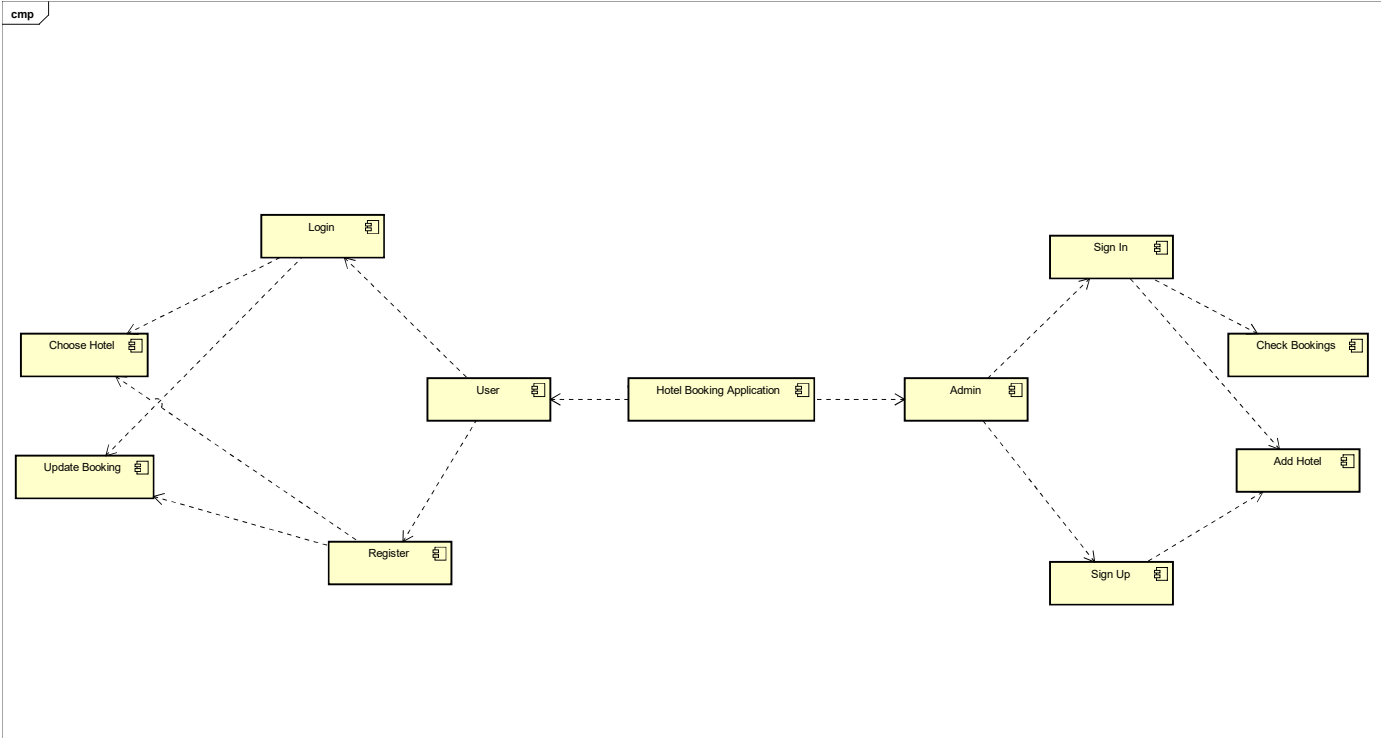 cmp
Login
Sign In
Choose Hotel
Check Bookings
User
Hotel Booking Application
Admin
Update Booking
Add Hotel
Register
Sign Up